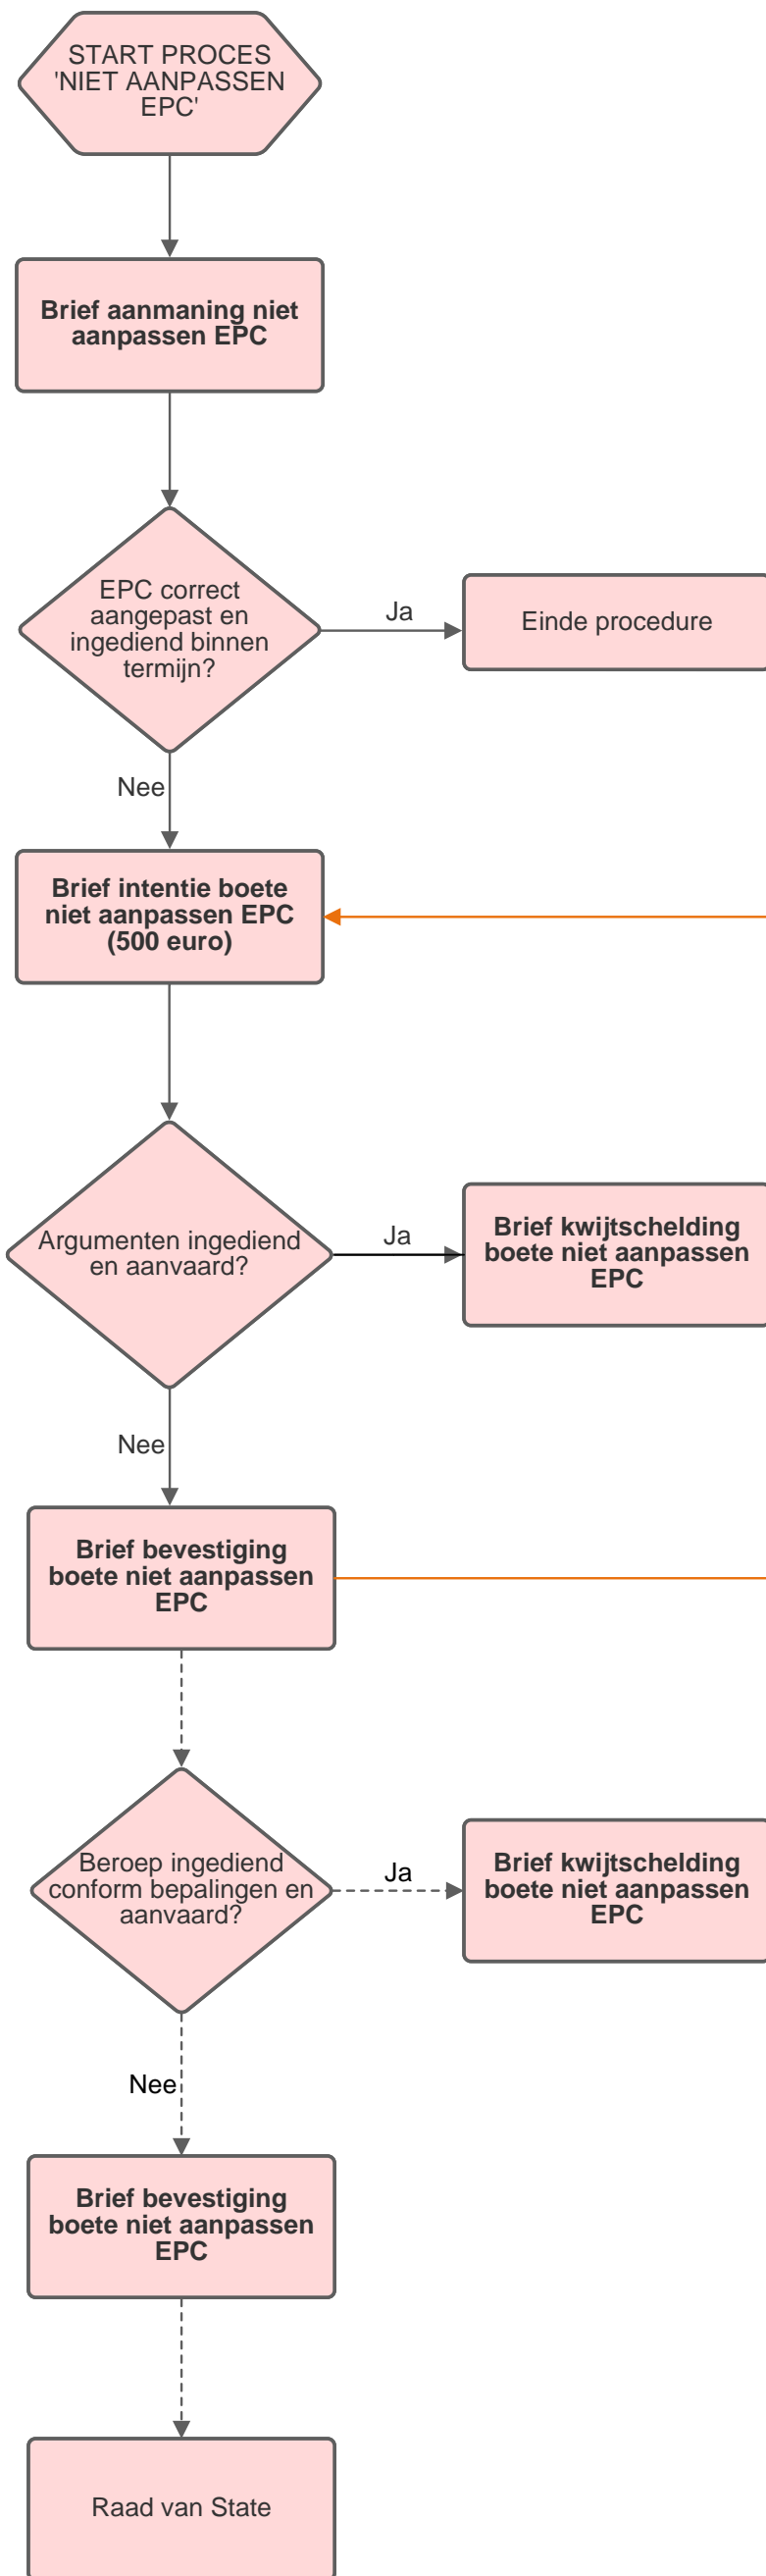 START PROCES
'NIET AANPASSEN
EPC'
Brief aanmaning niet
aanpassen EPC
EPC correct
aangepast en
ingediend binnen
termijn?
Ja
Einde procedure
Nee
Brief intentie boete
niet aanpassen EPC
(500 euro)
Argumenten ingediend
en aanvaard?
Ja
Brief kwijtschelding
boete niet aanpassen
EPC
Nee
Brief bevestiging
boete niet aanpassen
EPC
Beroep ingediend
conform bepalingen en
aanvaard?
Ja
Brief kwijtschelding
boete niet aanpassen
EPC
Nee
Brief bevestiging
boete niet aanpassen
EPC
Raad van State